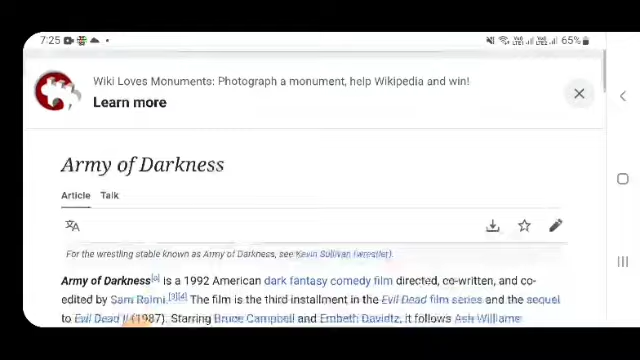 7:25
65%
Wiki Loves Monuments: Photograph a monument, help Wikipedia and win!
Learn more
Army of Darkness
Article Talk
For the wrestling stable known as Army of Darkness, see Kevin Sullivan (wrestler).
Army of Darkness[a] is a 1992 American dark fantasy comedy film directed, co-written, and co-
edited by Sam Raimi.[3][4] The film is the third installment in the Evil Dead film series and the sequel
to Evil Dead II (1987). Starring Bruce Campbell and Embeth Davidtz, it follows Ash Williams